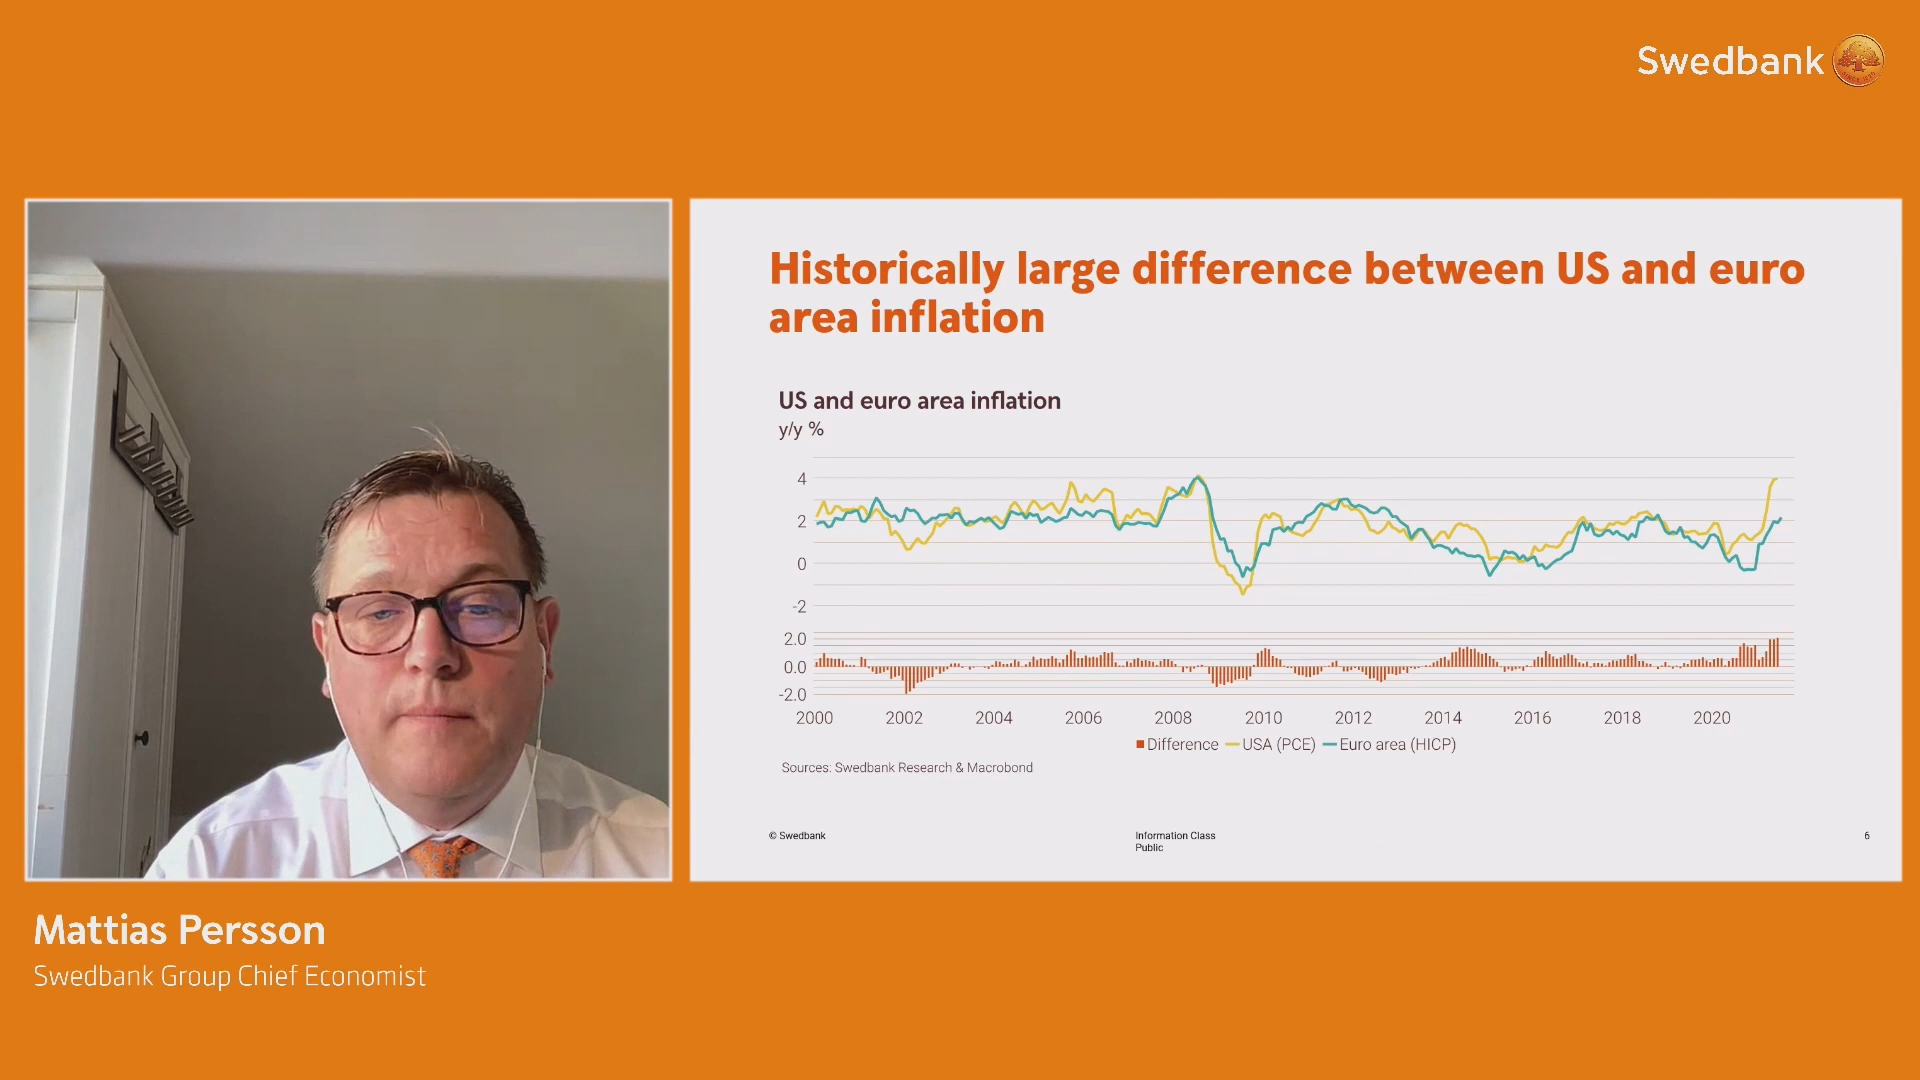 Swedbank
Historically large difference between US and euro
area inflation
US and euro area inflation
y/y %
4
2
0
-2
2.0
0.0
-2.0
2000 2002 2004 2006 2008 2010 2012 2014 2016 2018 2020
Difference USA (PCE) Euro area (HICP)
Sources: Swedbank Research & Macrobond
© Swedbank
Information Class
Public
6
Mattias Persson
Swedbank Group Chief Economist